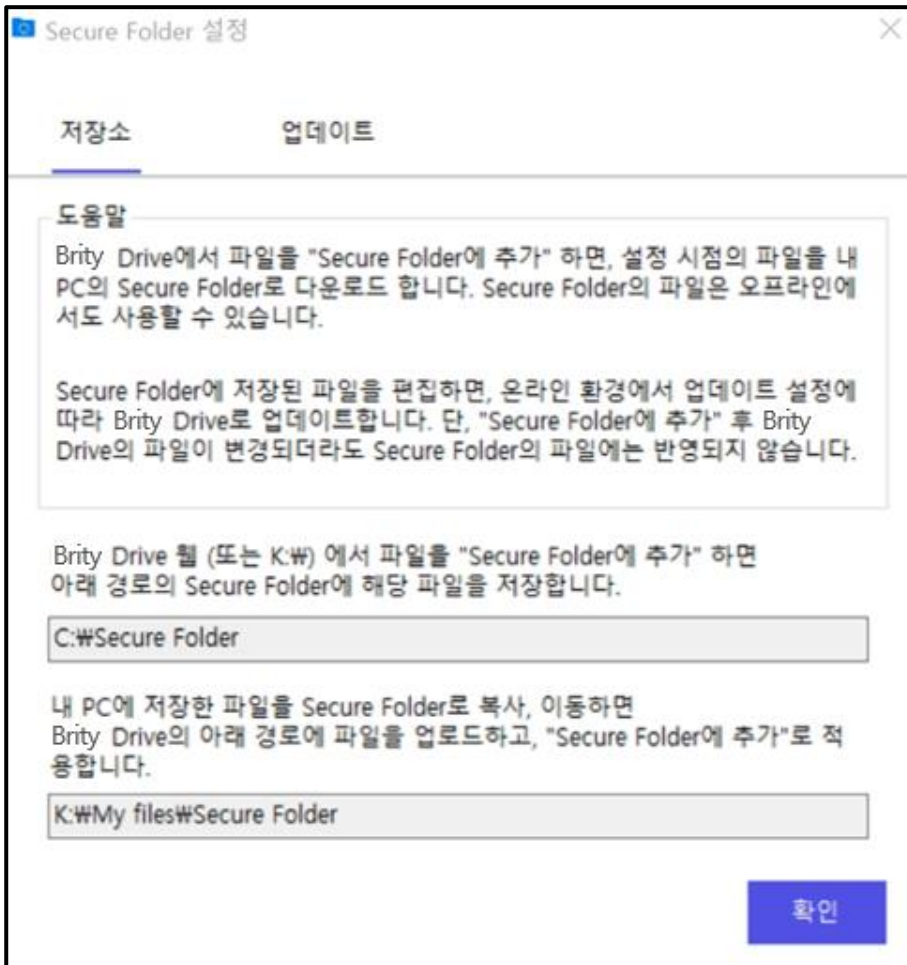 Secure Folder 설정
저장소 업데이트
도움말
Brity Drive에서 파일을 "Secure Folder에 추가" 하면, 설정 시점의 파일을 내
PC의 Secure Folder로 다운로드 합니다. Secure Folder의 파일은 오프라인에
서도 사용할 수 있습니다.
Secure Folder에 저장된 파일을 편집하면, 온라인 환경에서 업데이트 설정에
따라 Brity Drive로 업데이트합니다. 단, "Secure Folder에 추가" 후 Brity
Drive의 파일이 변경되더라도 Secure Folder의 파일에는 반영되지 않습니다.
Brity Drive 웹 (또는 K:₩) 에서 파일을 "Secure Folder에 추가" 하면
아래 경로의 Secure Folder에 해당 파일을 저장합니다.
C:₩Secure Folder
내 PC에 저장한 파일을 Secure Folder로 복사, 이동하면
Brity Drive의 아래 경로에 파일을 업로드하고, "Secure Folder에 추가"로 적
용합니다.
K:₩My files₩Secure Folder
확인